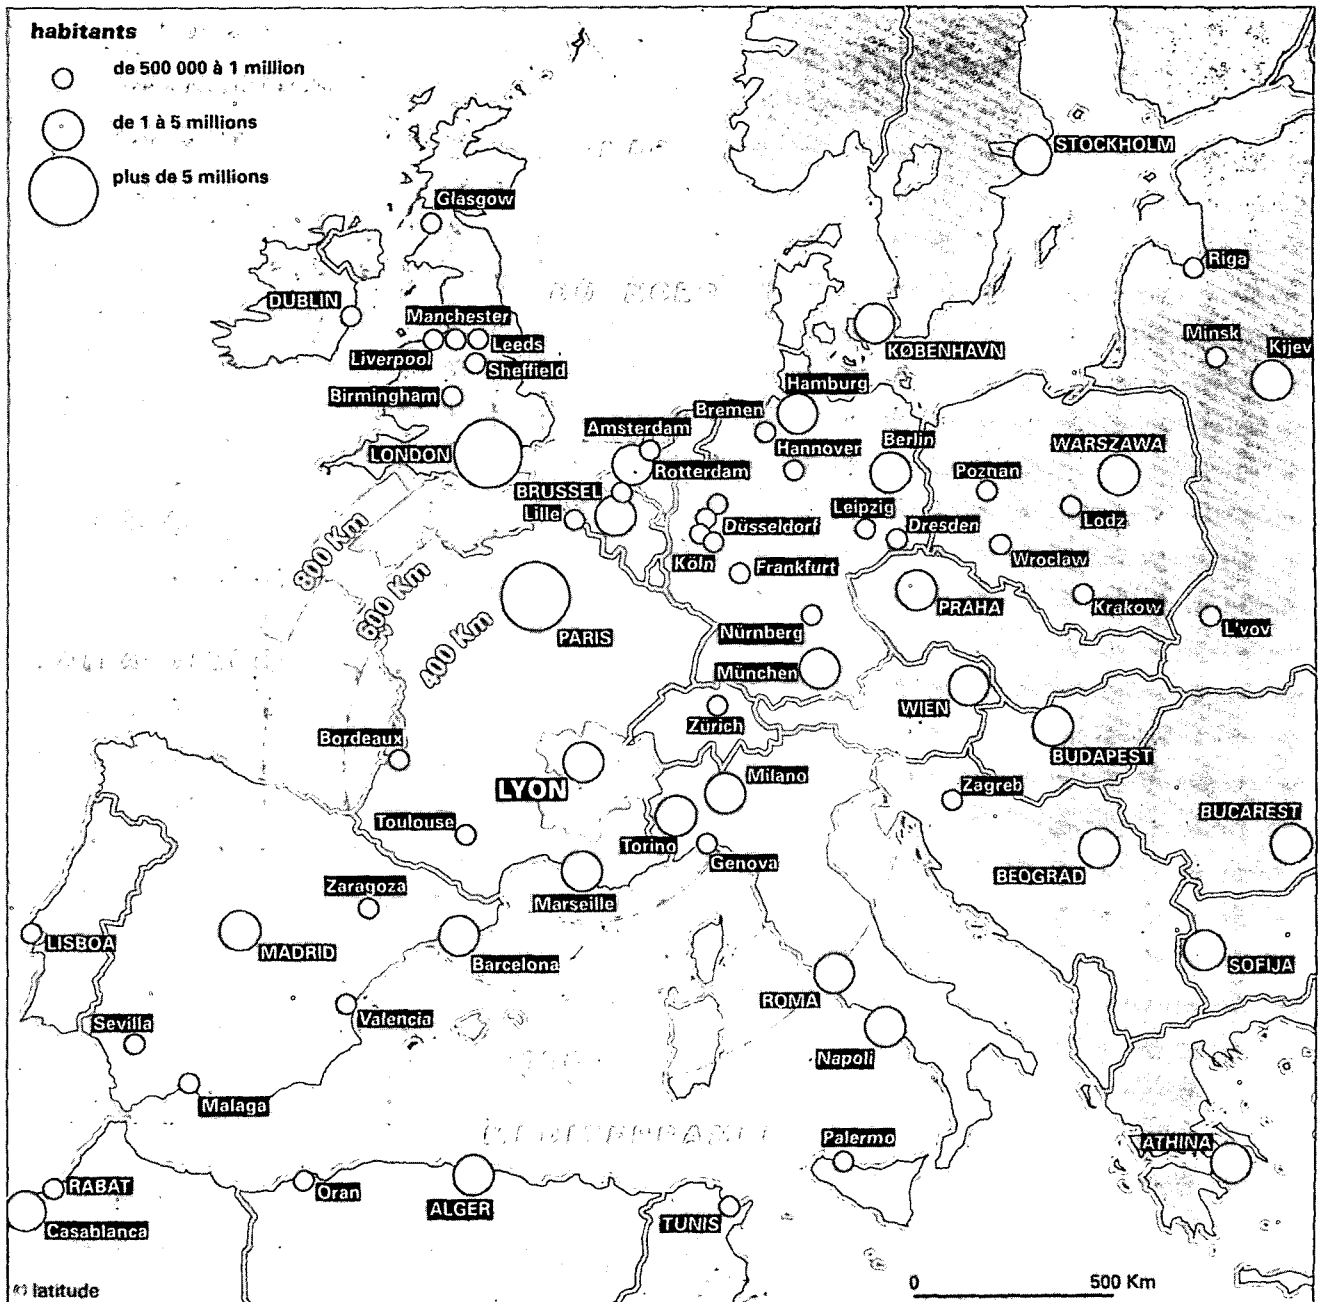 habitants
de 500 000 à 1 million
de 1 à 5 millions
plus de 5 millions
STOCKHOLM
Glasgow
Riga
DUBLIN
Manchester
Leeds
Liverpool
Sheffield
Minsk
Kijev
KØBENHAVN
Birmingham
Hamburg
Bremen
Amsterdam
Hannover
Berlin
WARSZAWA
LONDON
Rotterdam
Poznan
BRUSSEL
Lille
Düsseldorf
Leipzig
Dresden
Lodz
Wroclaw
Köln
Frankfurt
800 Km
600 Km
400 Km
PARIS
PRAHA
Krakow
Nürnberg
L'vov
München
WIEN
Zürich
Bordeaux
BUDAPEST
LYON
Milano
Zagreb
Toulouse
Torino
Genova
BUCAREST
BEOGRAD
Zaragoza
Marseille
LISBOA
MADRID
Barcelona
SOFIJA
ROMA
Valencia
Sevilla
Napoli
Malaga
Palermo
ATHINA
RABAT
Oran
ALGER
TUNIS
Casablanca
© latitude
0 500 Km